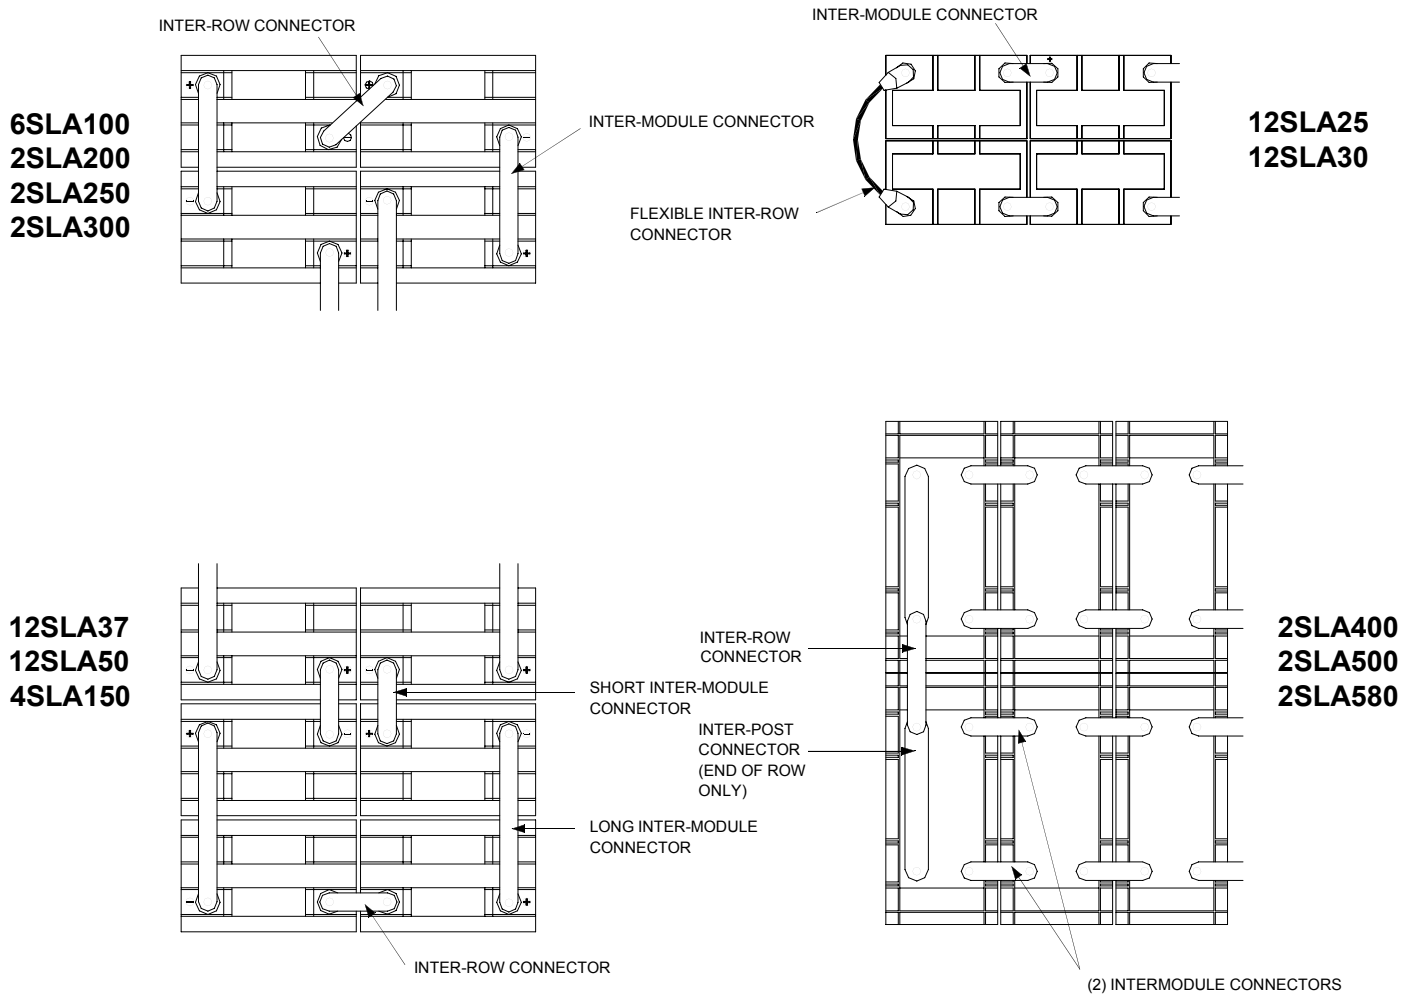 INTER-ROW CONNECTOR
6SLA100
2SLA200
2SLA250
2SLA300
+
-
+
-
-
+
+
INTER-MODULE CONNECTOR
INTER-MODULE CONNECTOR
+
12SLA25
12SLA30
FLEXIBLE INTER-ROW
CONNECTOR
12SLA37
12SLA50
4SLA150
-
+
+
-
+
-
+
-
-
+
SHORT INTER-MODULE
CONNECTOR
LONG INTER-MODULE
CONNECTOR
INTER-ROW CONNECTOR
INTER-ROW
CONNECTOR
INTER-POST
CONNECTOR
(END OF ROW
ONLY)
2SLA400
2SLA500
2SLA580
(2) INTERMODULE CONNECTORS